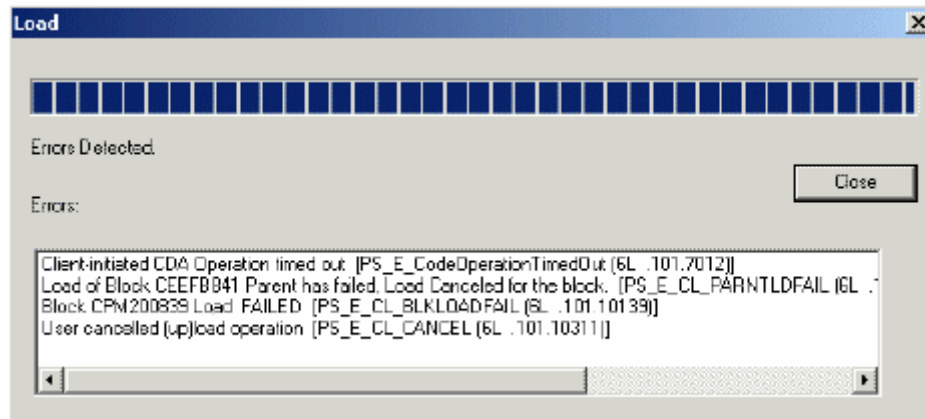 Load
Errors Detected.
Close
Errors:
Client-initiated CDA Operation timed out [PS_E_CodeOperationTimedOut (6L .101.7012)]
Load of Block CEEFBB41 Parent has failed, Load Canceled for the block. [PS_E_CL_PARNTLDFAIL (6L .1
Block CPM200839 Load FAILED [PS_E_CL_BLKLOADFAIL (6L .101.10139)]
User cancelled (up)load operation [PS_E_CL_CANCEL (6L .101.10311)]